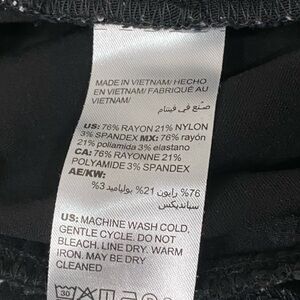 MADE IN VIETNAM/ HECHO
EN VIETNAM/ FABRIQUÉ AU
VIETNAM/
صنع في فيتنام
US: 76% RAYON 21% NYLON
3% SPANDEX MX: 76% rayón
21% poliamida 3% elastano
CA: 76% RAYONNE 21%
POLYAMIDE 3% SPANDEX
AE/KW:
76% رايون 21% بولياميد 3%
سبانديكس
US: MACHINE WASH COLD.
GENTLE CYCLE. DO NOT
BLEACH. LINE DRY. WARM
IRON. MAY BE DRY
CLEANED
30